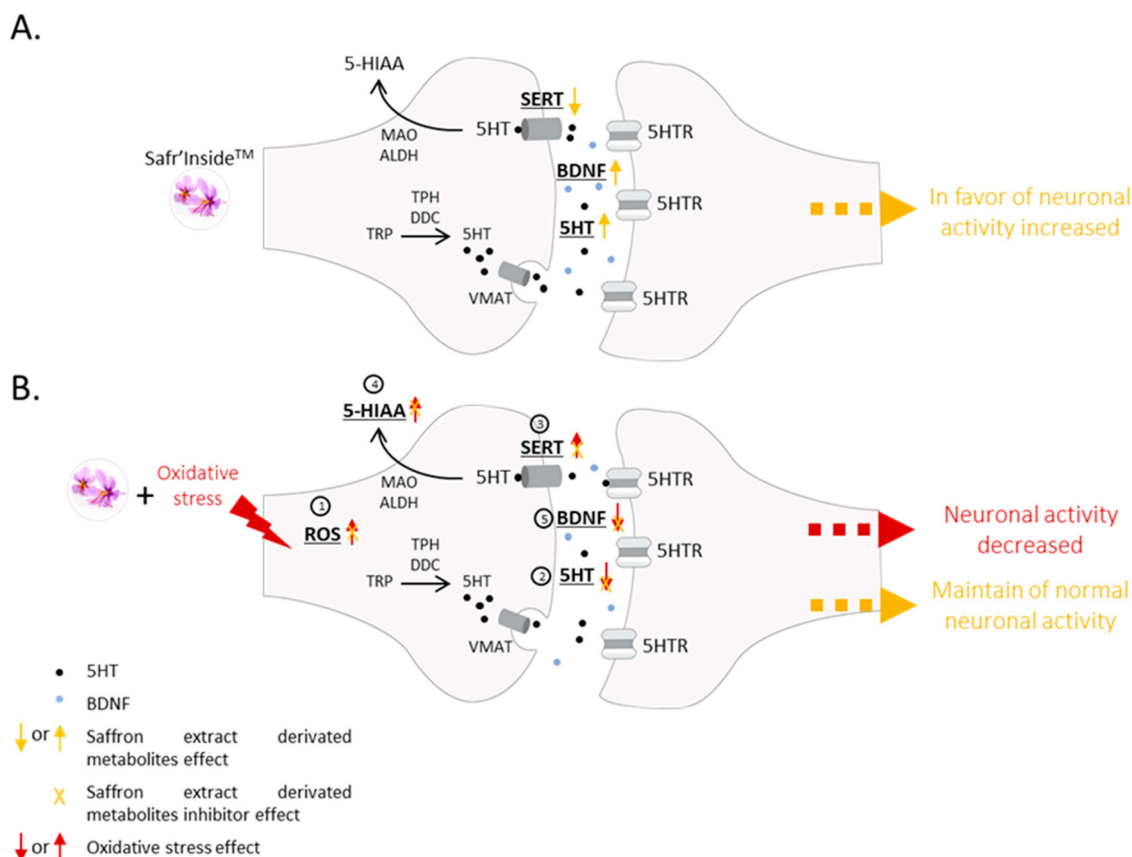 A.
5-HIAA
SERT
5HT
5HTR
MAO
ALDH
Safr'Inside™
BDNF
TPH
DDC
5HTR
In favor of neuronal
activity increased
TRP
5HT
5HT
VMAT
5HTR
B.
4
5-HIAA
3
SERT
Oxidative
stress
+
5HT
5HTR
MAO
ALDH
1
ROS
5 BDNF
Neuronal activity
decreased
TPH
DDC
5HTR
2 5HT
TRP
5HT
Maintain of normal
neuronal activity
VMAT
5HTR
5HT
BDNF
or Saffron extract derivated
metabolites effect
Saffron extract derivated
metabolites inhibitor effect
or Oxidative stress effect